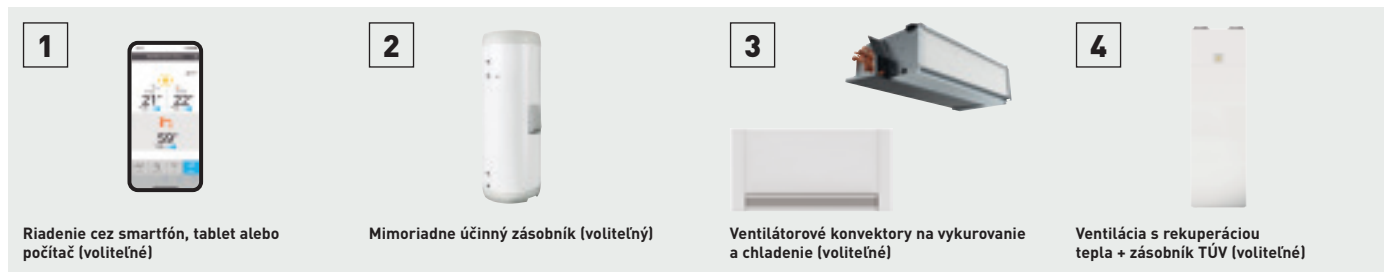 1
2
3
4
21°
22°
59°
Riadenie cez smartfón, tablet alebo
počítač (voliteľné)
Mimoriadne účinný zásobník (voliteľný)
Ventilátorové konvektory na vykurovanie
a chladenie (voliteľné)
Ventilácia s rekuperáciou
tepla + zásobník TÚV (voliteľné)